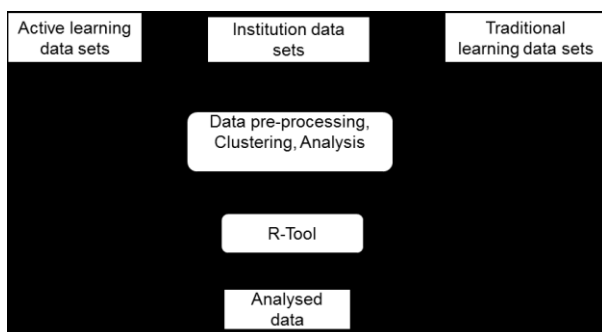 Active learning
data sets
Institution data
sets
Traditional
learning data sets
Data pre-processing,
Clustering, Analysis
R-Tool
Analysed
data